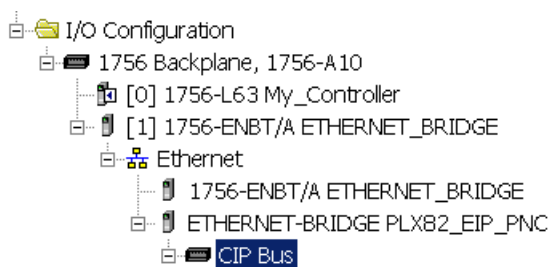 I/O Configuration
1756 Backplane, 1756-A10
[0] 1756-L63 My_Controller
[1] 1756-ENBT/A ETHERNET_BRIDGE
Ethernet
1756-ENBT/A ETHERNET_BRIDGE
ETHERNET-BRIDGE PLX82_EIP_PNC
CIP Bus